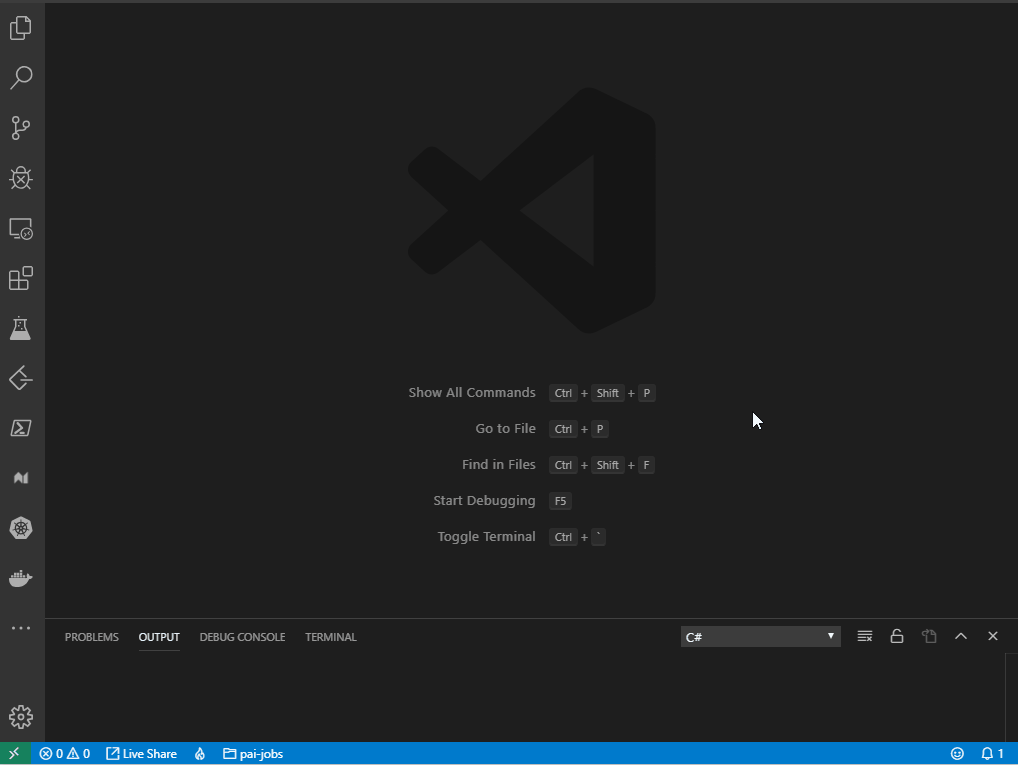 Show All Commands Ctrl + Shift + P
Go to File Ctrl + P
Find in Files Ctrl + Shift + F
Start Debugging F5
Toggle Terminal Ctrl + `
PROBLEMS OUTPUT DEBUG CONSOLE TERMINAL C#
0 0 Live Share pai-jobs 1